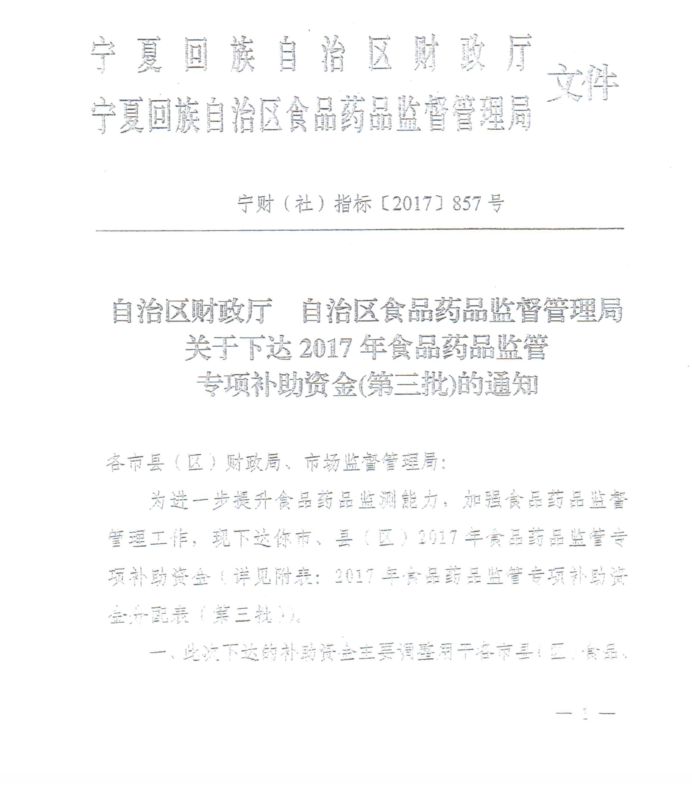 宁夏回族自治区财政厅
宁夏回族自治区食品药品监督管理局
文件
宁财（社）指标〔2017〕857号
自治区财政厅 自治区食品药品监督管理局
关于下达2017年食品药品监管
专项补助资金(第三批)的通知
各市县（区）财政局、市场监督管理局：
为进一步提升食品药品监测能力，加强食品药品监督
管理工作，现下达你市、县（区）2017年食品药品监管专
项补助资金（详见附表：2017年食品药品监管专项补助资
金分配表（第三批））。
一、此次下达的补助资金主要调整用于各市县（区）食品、
— 1 —